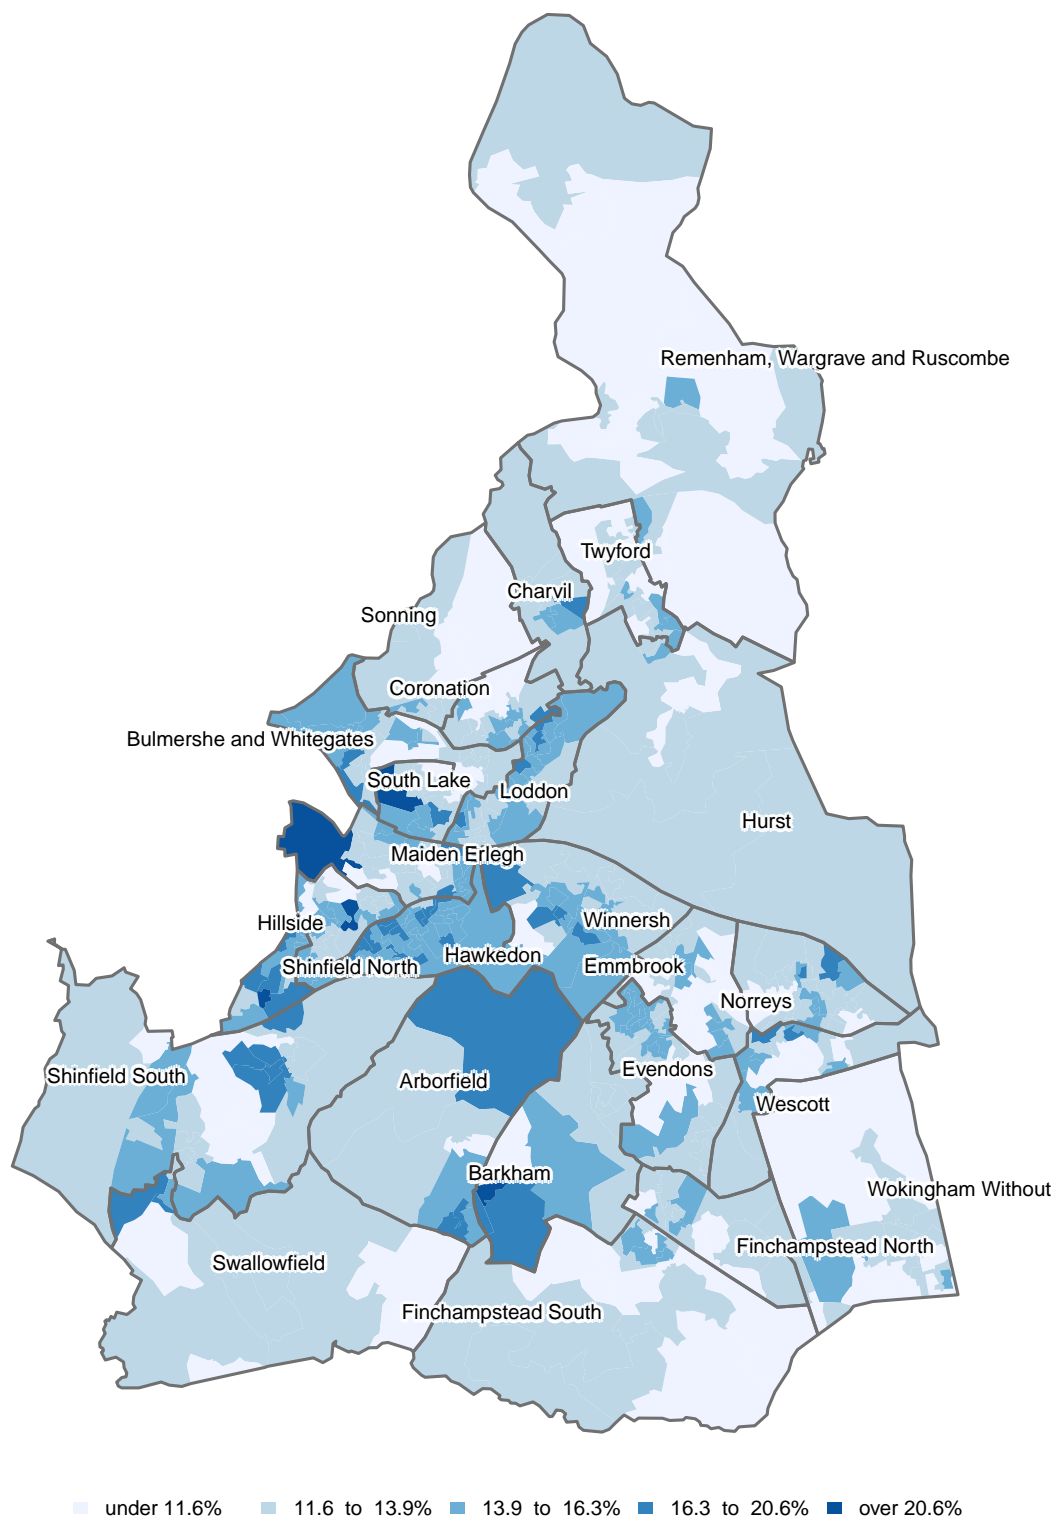 Remenham, Wargrave and Ruscombe
Twyford
Charvil
Sonning
Coronation
Bulmershe and Whitegates
South Lake
Loddon
Hurst
Maiden Erlegh
Hillside
Winnersh
Hawkedon
Shinfield North
Emmbrook
Norreys
Evendons
Shinfield South
Arborfield
Wescott
Barkham
Wokingham Without
Finchampstead North
Swallowfield
Finchampstead South
under 11.6% 11.6 to 13.9% 13.9 to 16.3% 16.3 to 20.6% over 20.6%